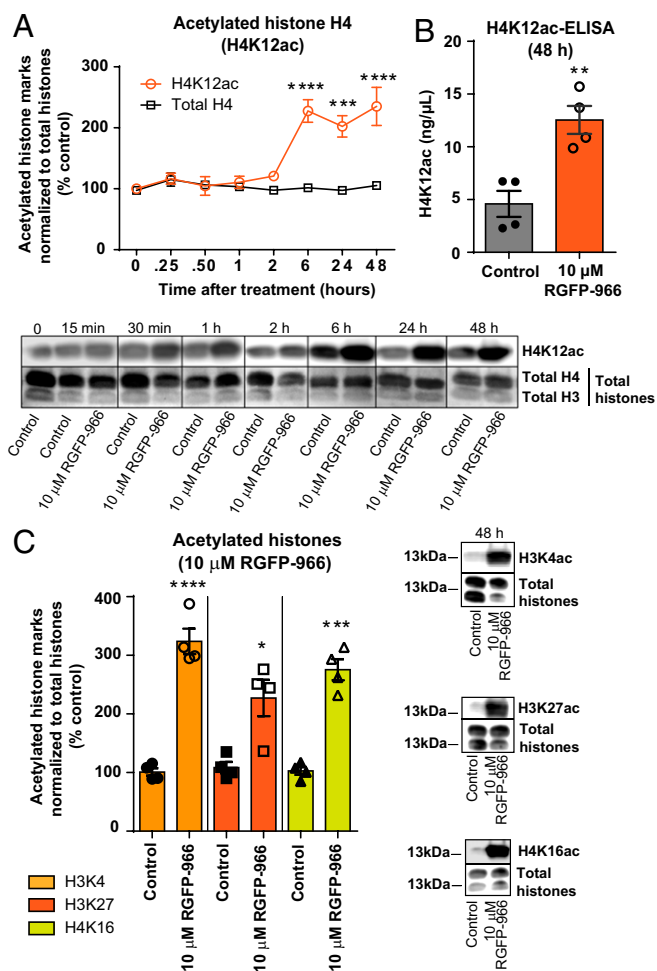 A
Acetylated histone H4
(H4K12ac)
Acetylated histone marks
normalized to total histones
(% control)
300
200
100
0
H4K12ac
Total H4
****
***
****
0 .25 .50 1 2 6 24 48
Time after treatment (hours)
B
H4K12ac-ELISA
(48 h)
**
H4K12ac (ng/µL)
20
15
10
5
0
Control
10 µM
RGFP-966
0 15 min 30 min 1 h 2 h 6 h 24 h 48 h
H4K12ac
Total H4
Total H3
Total
histones
Control
Control
10 µM RGFP-966
Control
10 µM RGFP-966
Control
10 µM RGFP-966
Control
10 µM RGFP-966
Control
10 µM RGFP-966
Control
10 µM RGFP-966
Control
10 µM RGFP-966
C
Acetylated histones
(10 µM RGFP-966)
Acetylated histone marks
normalized to total histones
(% control)
400
300
200
100
0
****
*
***
Control
10 µM RGFP-966
Control
10 µM RGFP-966
Control
10 µM RGFP-966
H3K4
H3K27
H4K16
48 h
13kDa
H3K4ac
13kDa
Total
histones
Control
10 µM
RGFP-966
13kDa
H3K27ac
13kDa
Total
histones
Control
10 µM
RGFP-966
13kDa
H4K16ac
13kDa
Total
histones
Control
10 µM
RGFP-966